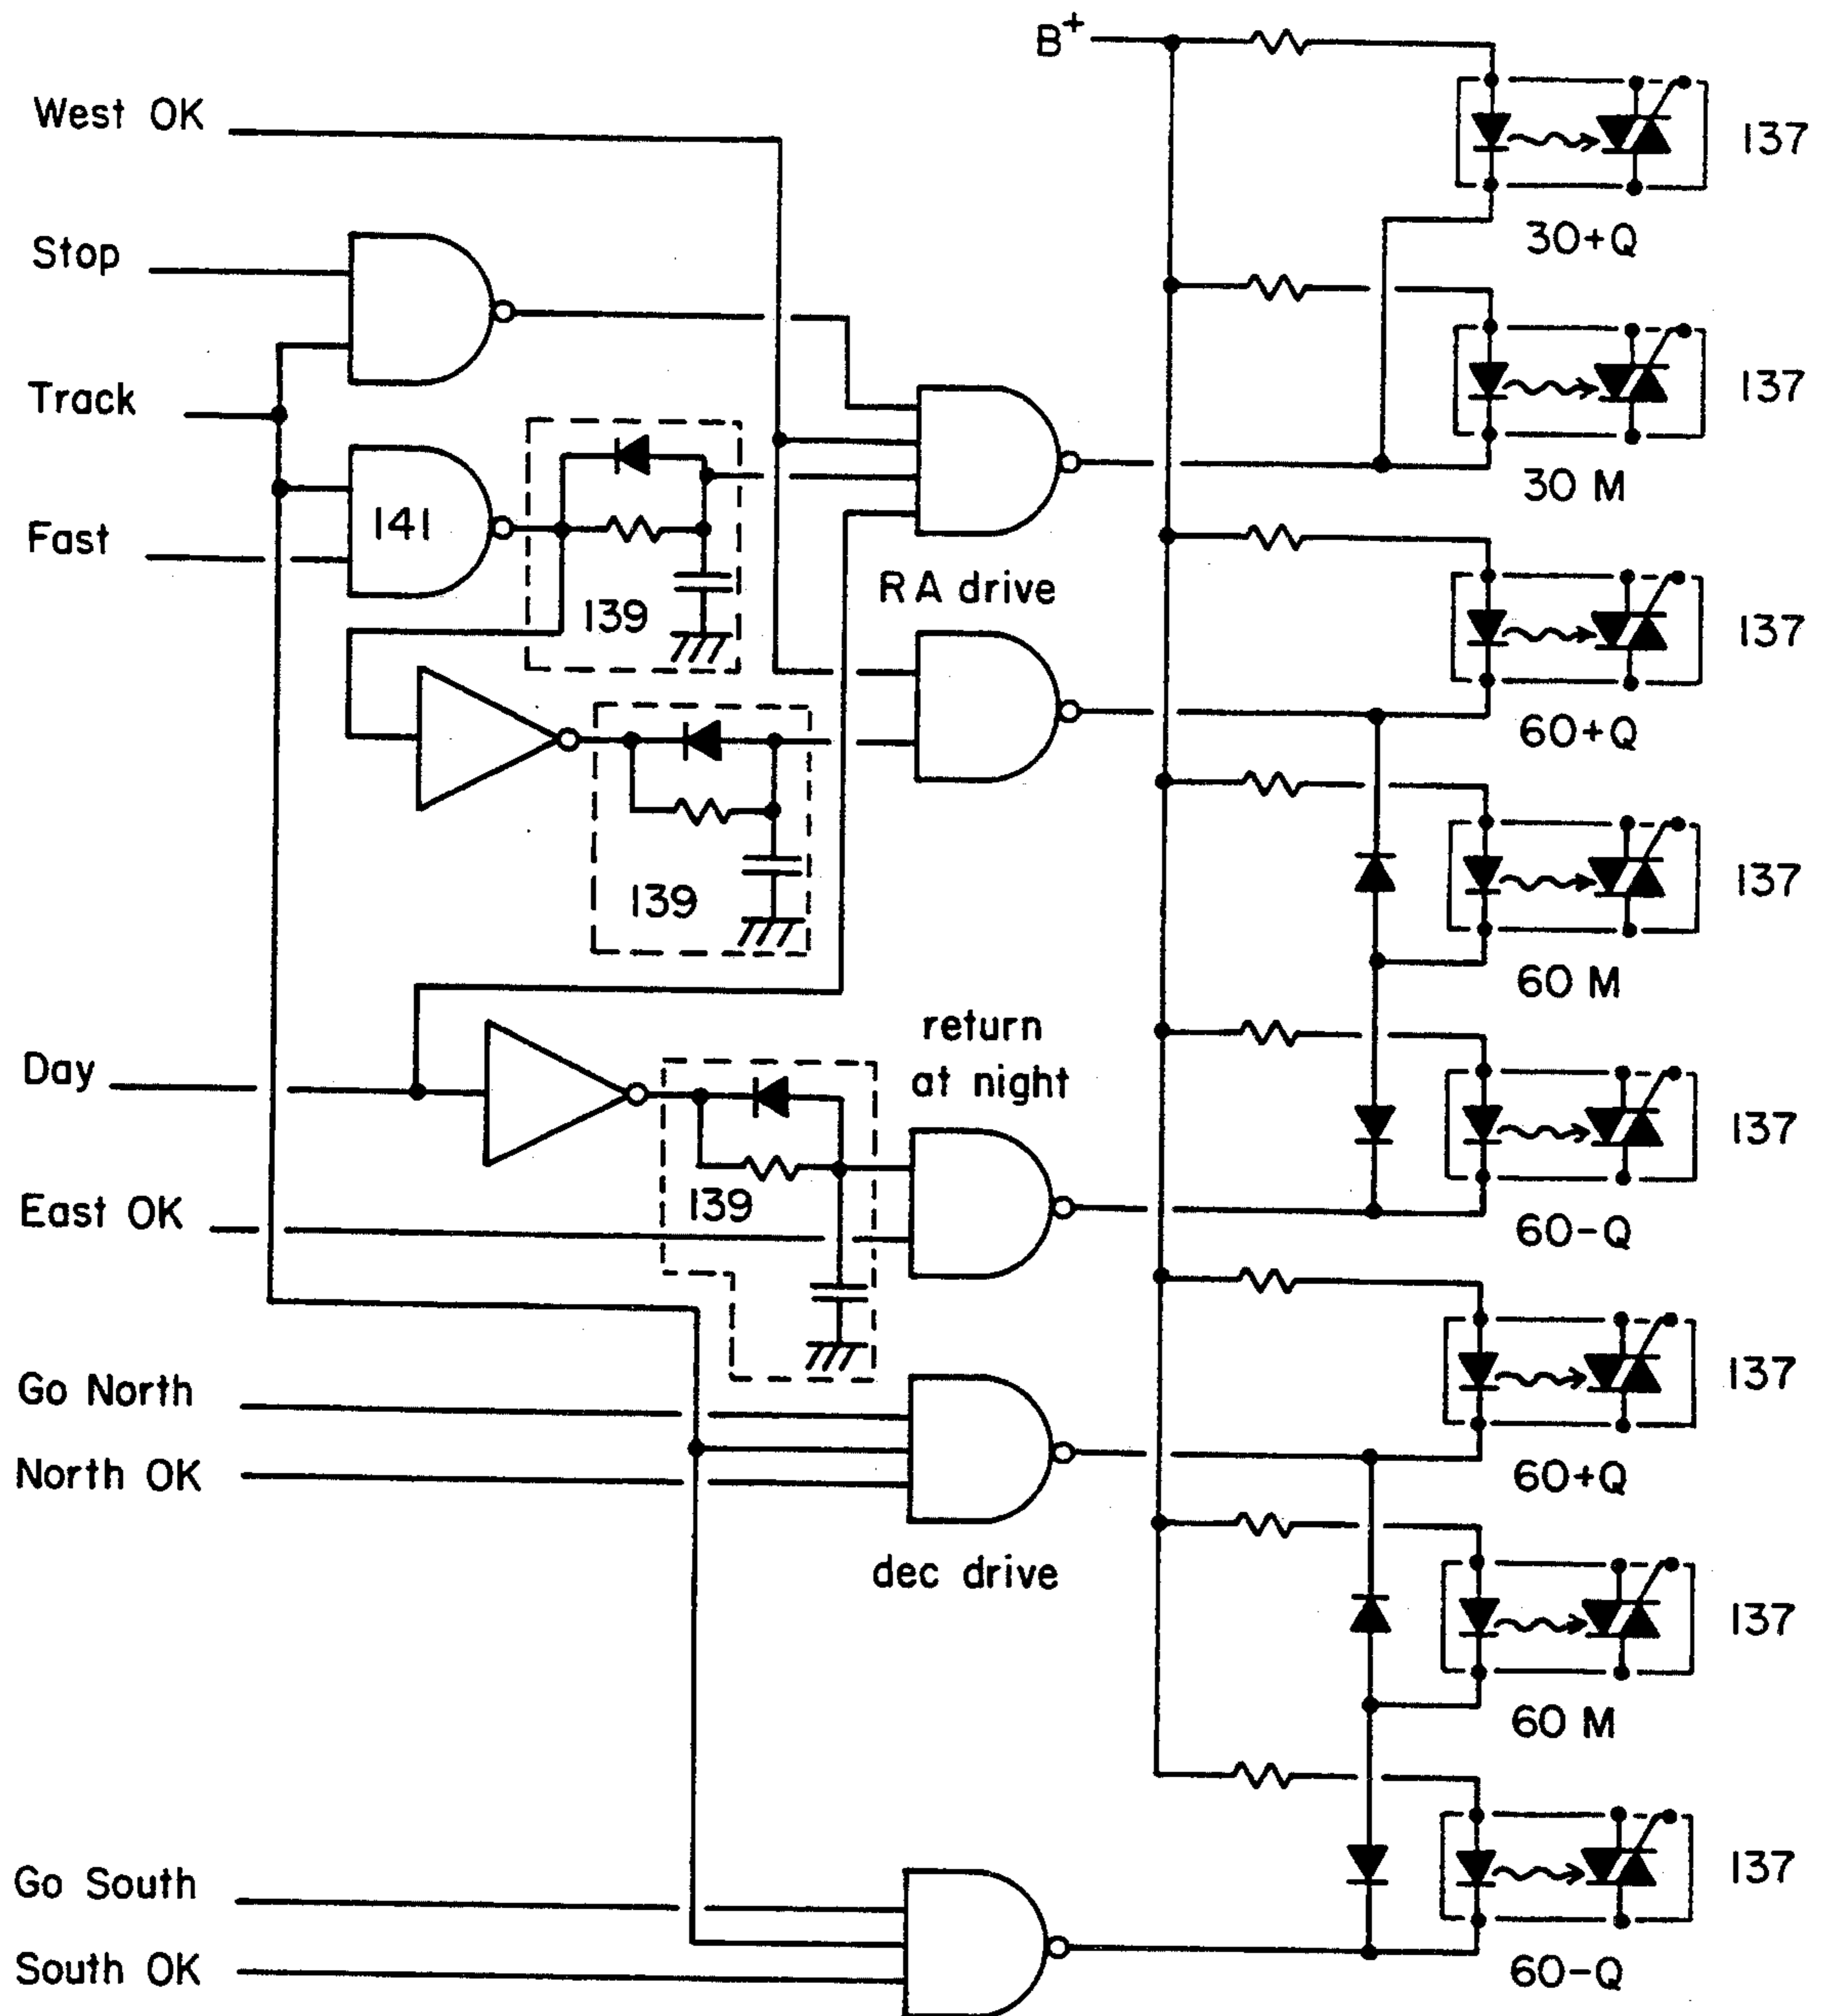 B+
West OK
137
Stop
30+Q
Track
137
30 M
141
Fast
139
RA drive
137
60+Q
139
137
60 M
return
at night
Day
137
139
East OK
60-Q
Go North
137
North OK
60+Q
dec drive
137
60 M
Go South
137
South OK
60-Q